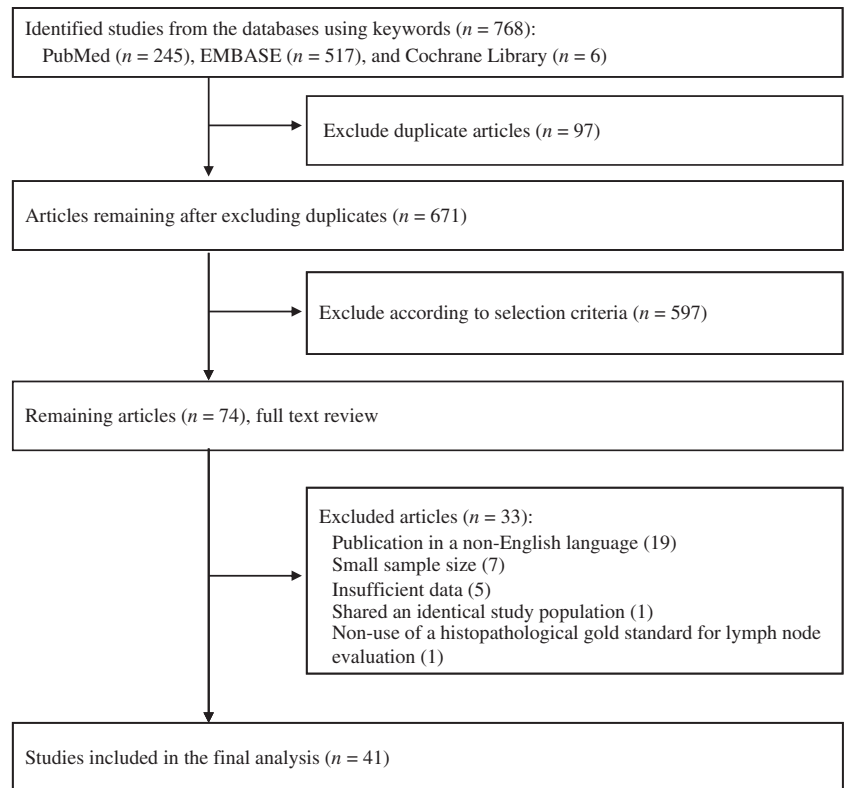 Identified studies from the databases using keywords (n = 768):
PubMed (n = 245), EMBASE (n = 517), and Cochrane Library (n = 6)
Exclude duplicate articles (n = 97)
Articles remaining after excluding duplicates (n = 671)
Exclude according to selection criteria (n = 597)
Remaining articles (n = 74), full text review
Excluded articles (n = 33):
Publication in a non-English language (19)
Small sample size (7)
Insufficient data (5)
Shared an identical study population (1)
Non-use of a histopathological gold standard for lymph node
evaluation (1)
Studies included in the final analysis (n = 41)